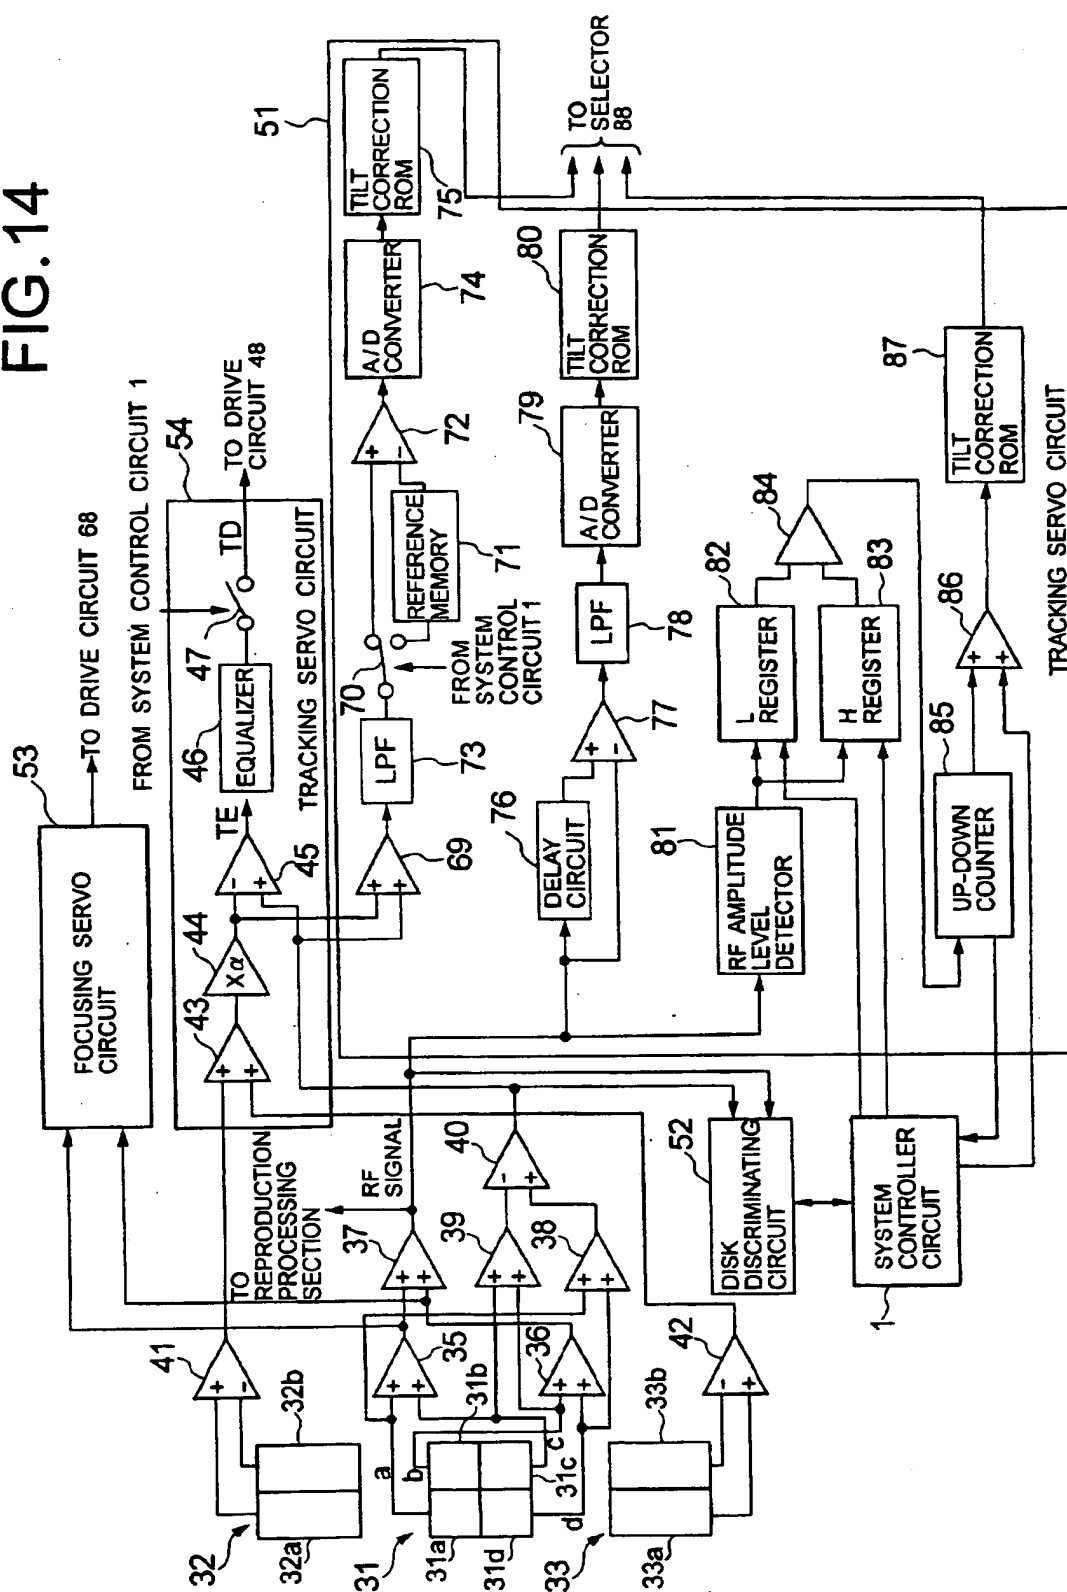 FIG.14
53
FOCUSING SERVO
CIRCUIT
TO DRIVE CIRCUIT 68
FROM SYSTEM CONTROL CIRCUIT 1
54
43
+
+
44
Xα
45
-
+
TE
46
EQUALIZER
47
TD
TO DRIVE
CIRCUIT 48
TRACKING SERVO CIRCUIT
51
69
+
+
73
LPF
70
FROM
SYSTEM
CONTROL
CIRCUIT1
71
REFERENCE
MEMORY
72
+
-
74
A/D
CONVERTER
75
TILT
CORRECTION
ROM
TO
SELECTOR
88
76
DELAY
CIRCUIT
77
+
-
78
LPF
79
A/D
CONVERTER
80
TILT
CORRECTION
ROM
81
RF AMPLITUDE
LEVEL
DETECTOR
82
L
REGISTER
83
H
REGISTER
84
85
UP-DOWN
COUNTER
86
+
+
87
TILT
CORRECTION
ROM
TRACKING SERVO CIRCUIT
32
32a
32b
41
+
-
TO
REPRODUCTION
PROCESSING
SECTION
RF
SIGNAL
31
31a
31b
31c
31d
a
b
c
d
35
+
+
36
+
+
37
+
+
39
+
+
38
+
+
40
-
+
33
33a
33b
42
-
+
52
DISK
DISCRIMINATING
CIRCUIT
1
SYSTEM
CONTROLLER
CIRCUIT